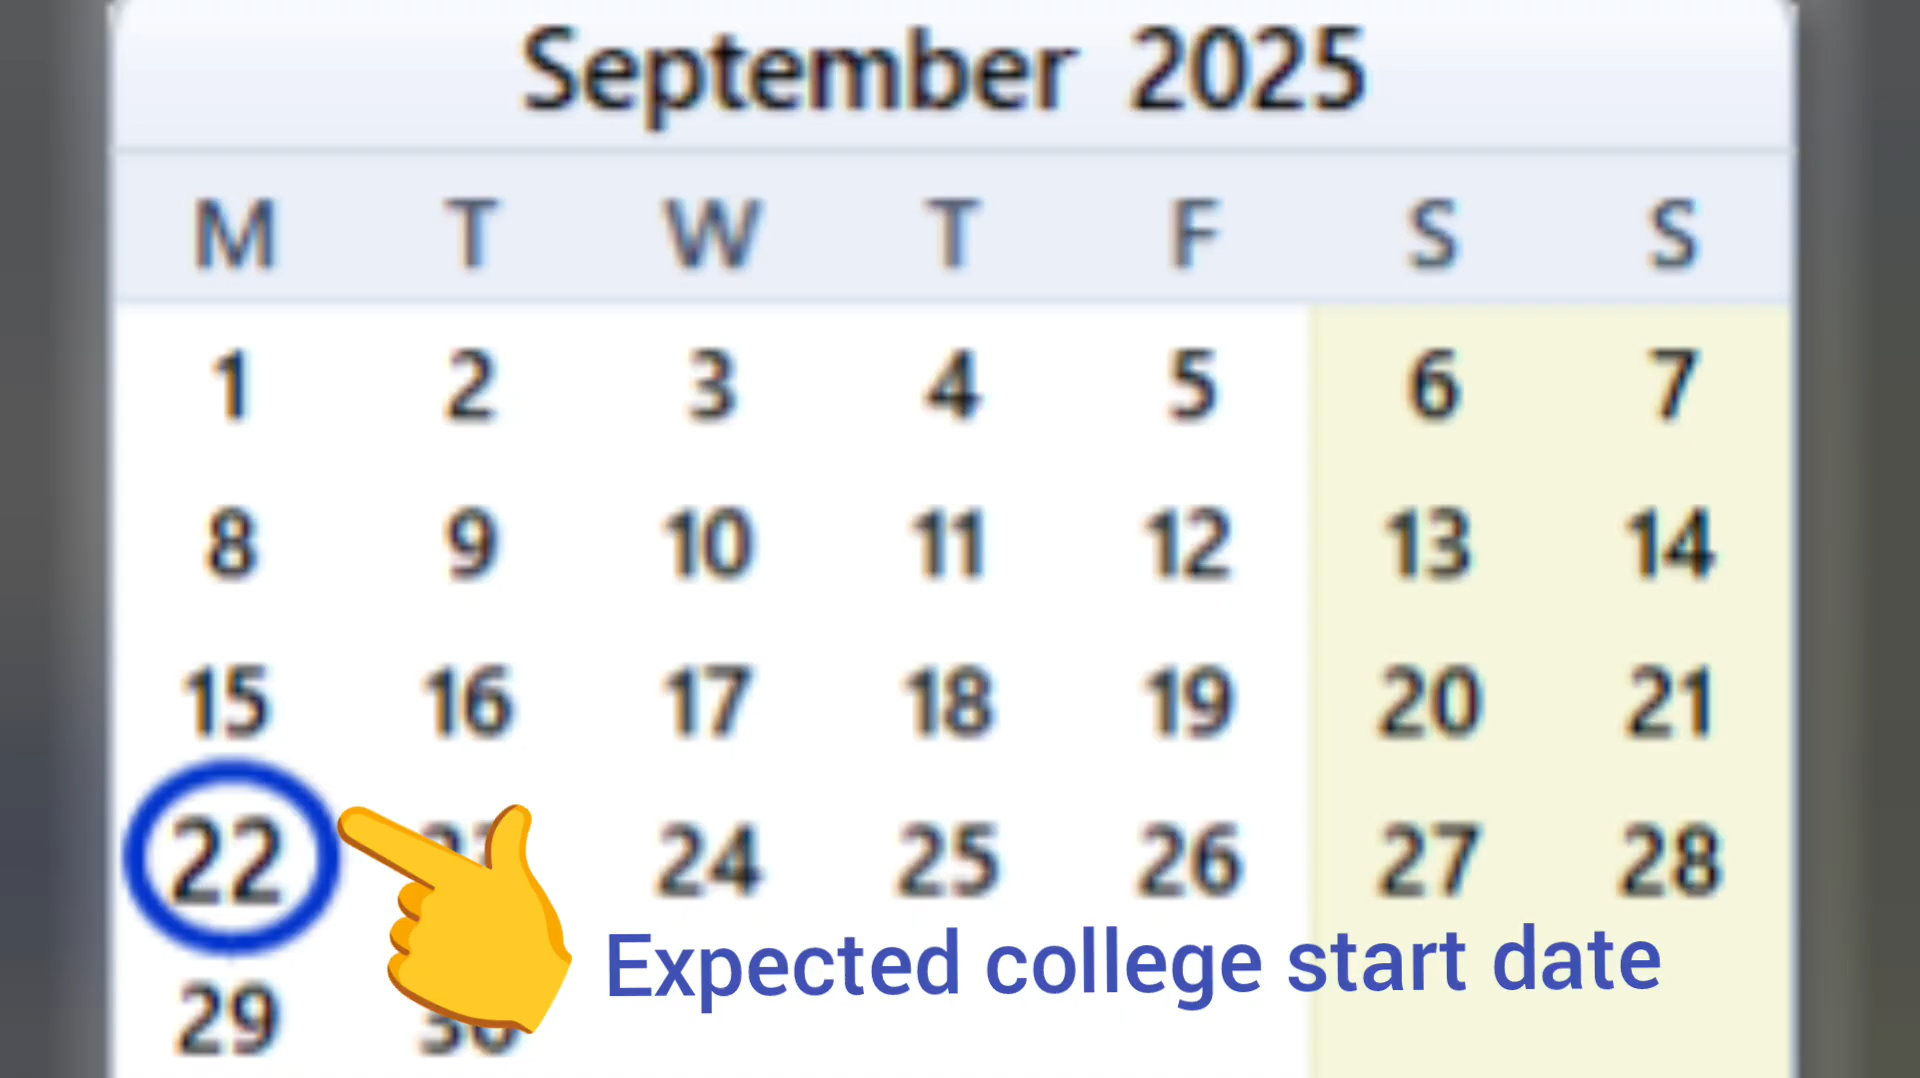 September 2025
M T W T F S S
1 2 3 4 5 6 7
8 9 10 11 12 13 14
15 16 17 18 19 20 21
22 24 25 26 27 28
Expected college start date
29